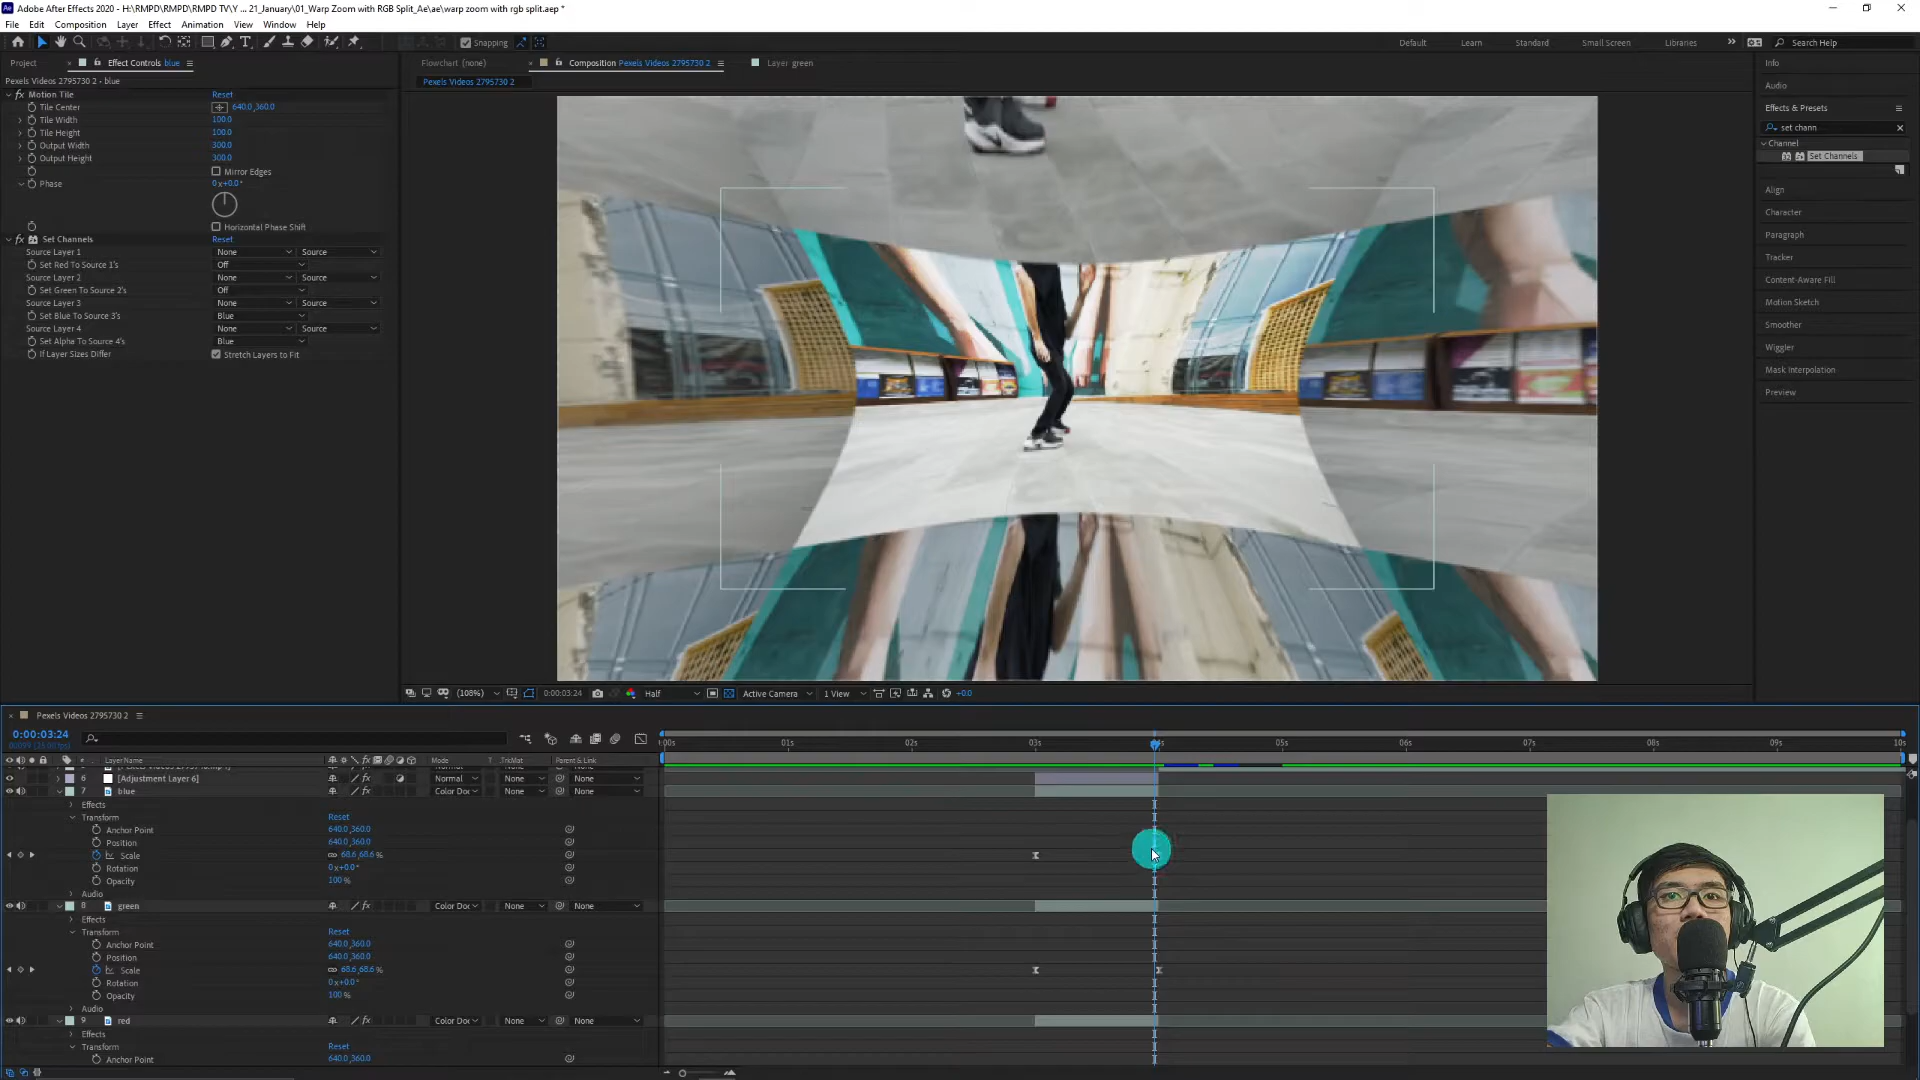 Adobe After Effects 2020 - H:\RMPD\RMPD TV\Y ... 21_January\01_Warp Zoom with RGB Split_Ae\ae\warp zoom with rgb split.aep *
File Edit Composition Layer Effect Animation View Window Help
Snapping Default Learn Standard Small Screen Libraries Search Help
Project Effect Controls blue Flowchart (none) Composition Pexels Videos 2795730 2 Layer green Info
Pexels Videos 2795730 2 - blue Pexels Videos 2795730 2
Audio
Motion Tile Reset
Tile Center 640.0,360.0 Effects & Presets
Tile Width 100.0
set chann
Tile Height 100.0
Output Width 300.0 Channel
Output Height 300.0 Set Channels
Mirror Edges
Phase 0x+0.0° Align
Character
Horizontal Phase Shift
Set Channels Reset Paragraph
Source Layer 1 None Source Tracker
Set Red To Source 1's Off
Source Layer 2 None Source Content-Aware Fill
Set Green To Source 2's Off
Source Layer 3 None Source Motion Sketch
Set Blue To Source 3's Blue
Source Layer 4 None Source Smoother
Set Alpha To Source 4's Blue Wiggler
If Layer Sizes Differ Stretch Layers to Fit
Mask Interpolation
Preview
(108%) 0:00:03:24 Half Active Camera 1 View +0.0
Pexels Videos 2795730 2
0:00:03:24
:00s 01s 02s 03s 05s 06s 07s 08s 09s 10s
# Layer Name Mode T .TrkMat Parent & Link
6 [Adjustment Layer 6] Normal None None
7 blue Color Doc None None
Effects
Transform Reset
Anchor Point 640.0,360.0
Position 640.0,360.0
Scale 68.6,68.6 %
Rotation 0x+0.0°
Opacity 100 %
Audio
8 green Color Doc None None
Effects
Transform Reset
Anchor Point 640.0,360.0
Position 640.0,360.0
Scale 68.6,68.6 %
Rotation 0x+0.0°
Opacity 100 %
Audio
9 red Color Doc None None
Effects
Transform Reset
Anchor Point 640.0,360.0